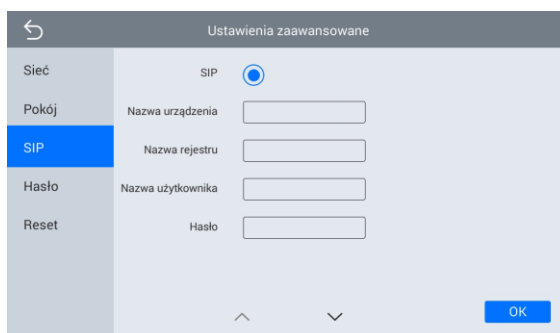 Ustawienia zaawansowane
Sieć
Pokój
SIP
Hasło
Reset
SIP
Nazwa urządzenia
Nazwa rejestru
Nazwa użytkownika
Hasło
OK